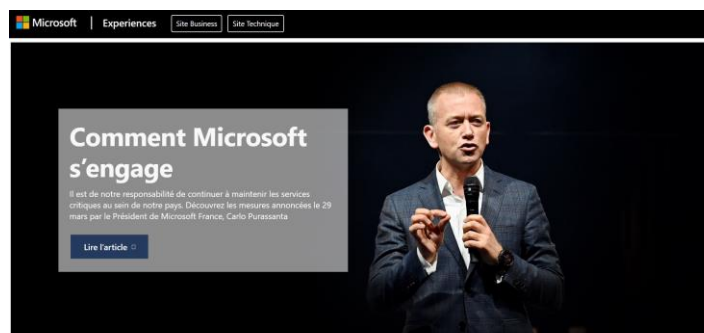 Microsoft | Experiences Site Business Site Technique
Comment Microsoft
s'engage
Il est de notre responsabilité de continuer à maintenir les services
critiques au sein de notre pays. Découvrez les mesures annoncées le 29
mars par le Président de Microsoft France, Carlo Purassanta
Lire l'article